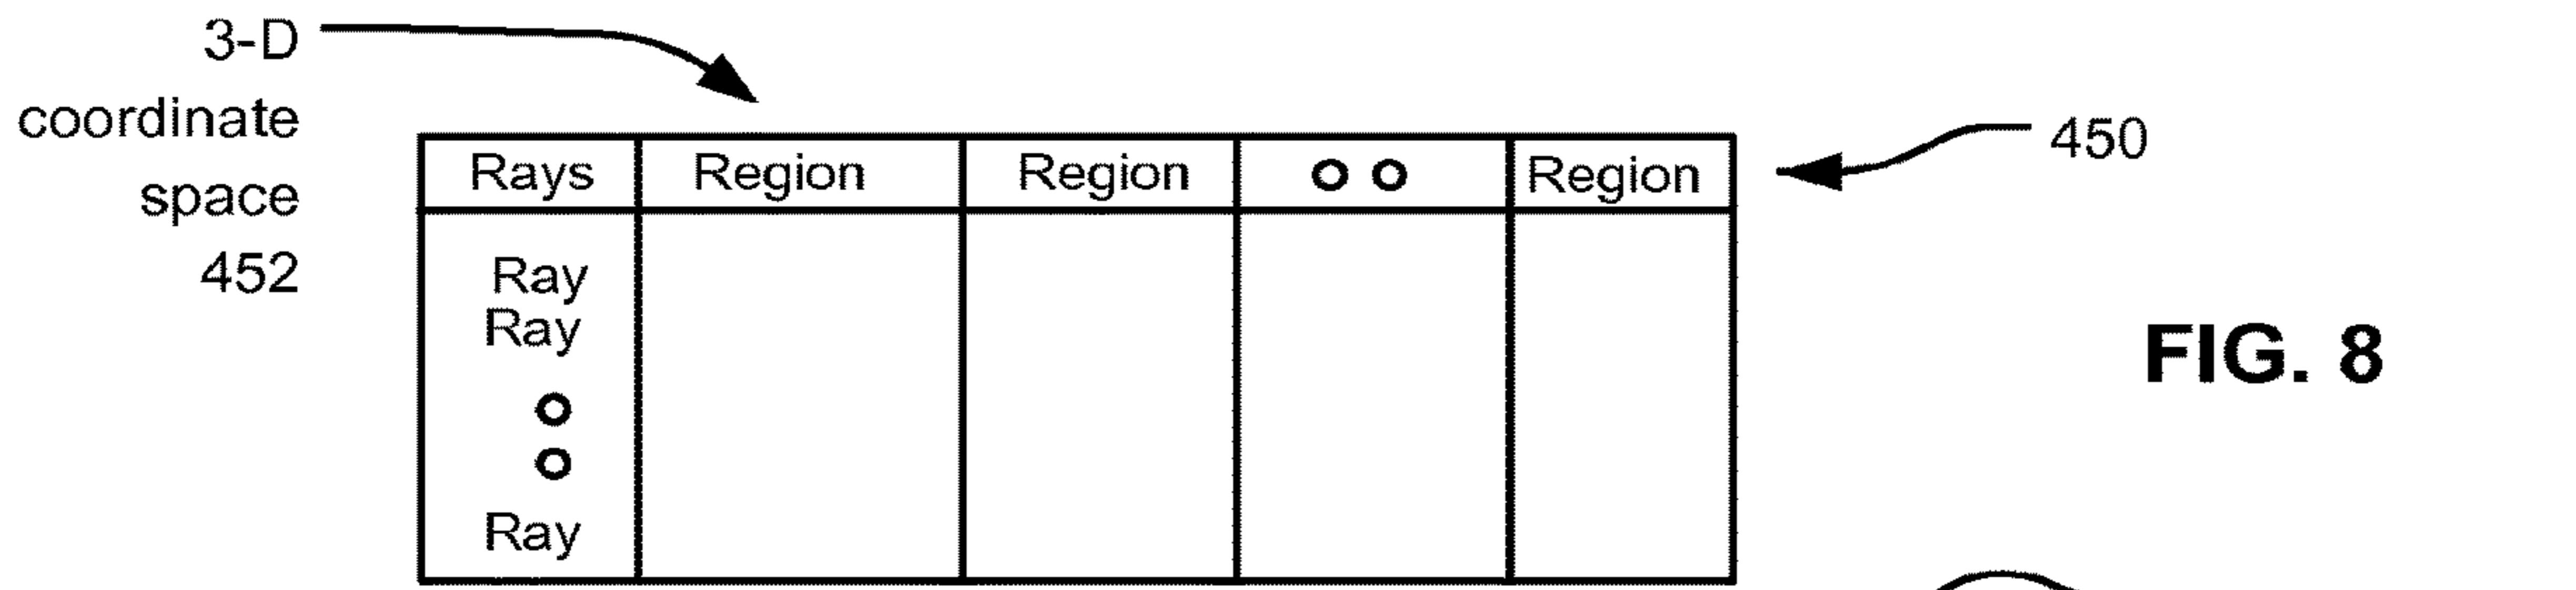 3-D
coordinate
space
452
450
Rays Region Region o o Region
Ray
Ray
o
o
Ray
FIG. 8